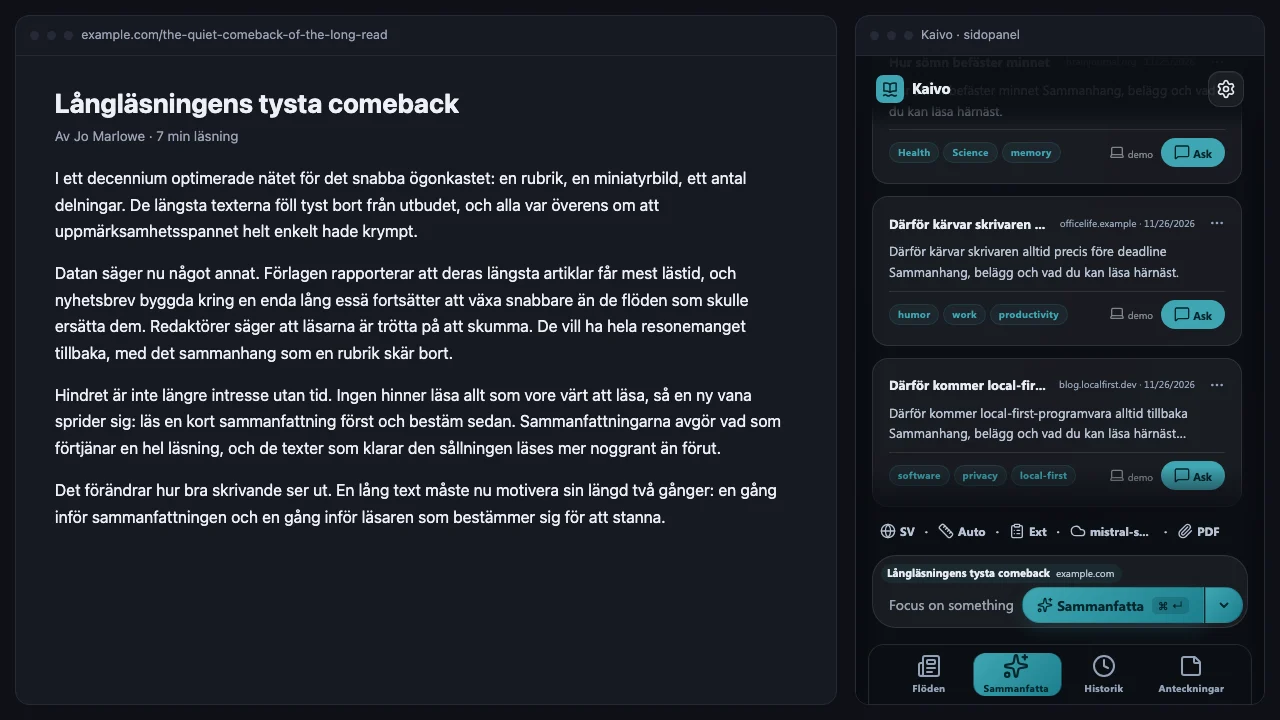 example.com/the-quiet-comeback-of-the-long-read
Långläsningens tysta comeback
Av Jo Marlowe · 7 min läsning
I ett decennium optimerade nätet för det snabba ögonkastet: en rubrik, en miniatyrbild, ett antal
delningar. De längsta texterna föll tyst bort från utbudet, och alla var överens om att
uppmärksamhetsspannet helt enkelt hade krympt.
Datan säger nu något annat. Förlagen rapporterar att deras längsta artiklar får mest lästid, och
nyhetsbrev byggda kring en enda lång essä fortsätter att växa snabbare än de flöden som skulle
ersätta dem. Redaktörer säger att läsarna är trötta på att skumma. De vill ha hela resonemanget
tillbaka, med det sammanhang som en rubrik skär bort.
Hindret är inte längre intresse utan tid. Ingen hinner läsa allt som vore värt att läsa, så en ny vana
sprider sig: läs en kort sammanfattning först och bestäm sedan. Sammanfattningarna avgör vad som
förtjänar en hel läsning, och de texter som klarar den sållningen läses mer noggrant än förut.
Det förändrar hur bra skrivande ser ut. En lång text måste nu motivera sin längd två gånger: en gång
inför sammanfattningen och en gång inför läsaren som bestämmer sig för att stanna.
Kaivo · sidopanel
Hur sömn befäster minnet
Kaivo
befäster minnet Sammanhang, belägg och vad
du kan läsa härnäst.
Health Science memory demo Ask
Därför kärvar skrivaren ... officelife.example · 11/26/2026 ...
Därför kärvar skrivaren alltid precis före deadline
Sammanhang, belägg och vad du kan läsa härnäst.
humor work productivity demo Ask
Därför kommer local-fir... blog.localfirst.dev · 11/26/2026 ...
Därför kommer local-first-programvara alltid tillbaka
Sammanhang, belägg och vad du kan läsa härnäst...
software privacy local-first demo Ask
SV · Auto · Ext · mistral-s... · PDF
Långläsningens tysta comeback example.com
Focus on something Sammanfatta ⌘ ↵
Flöden Sammanfatta Historik Anteckningar